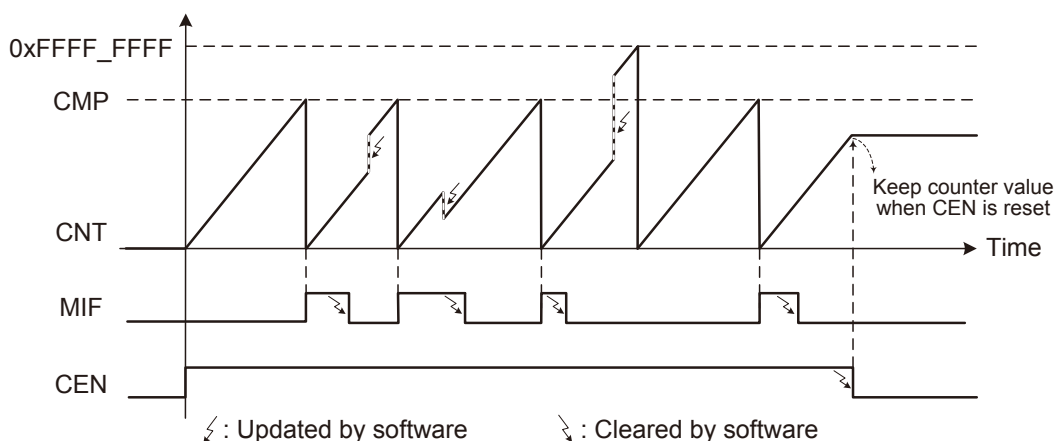 0xFFFF_FFFF
CMP
Keep counter value
when CEN is reset
CNT
Time
MIF
CEN
: Updated by software
: Cleared by software